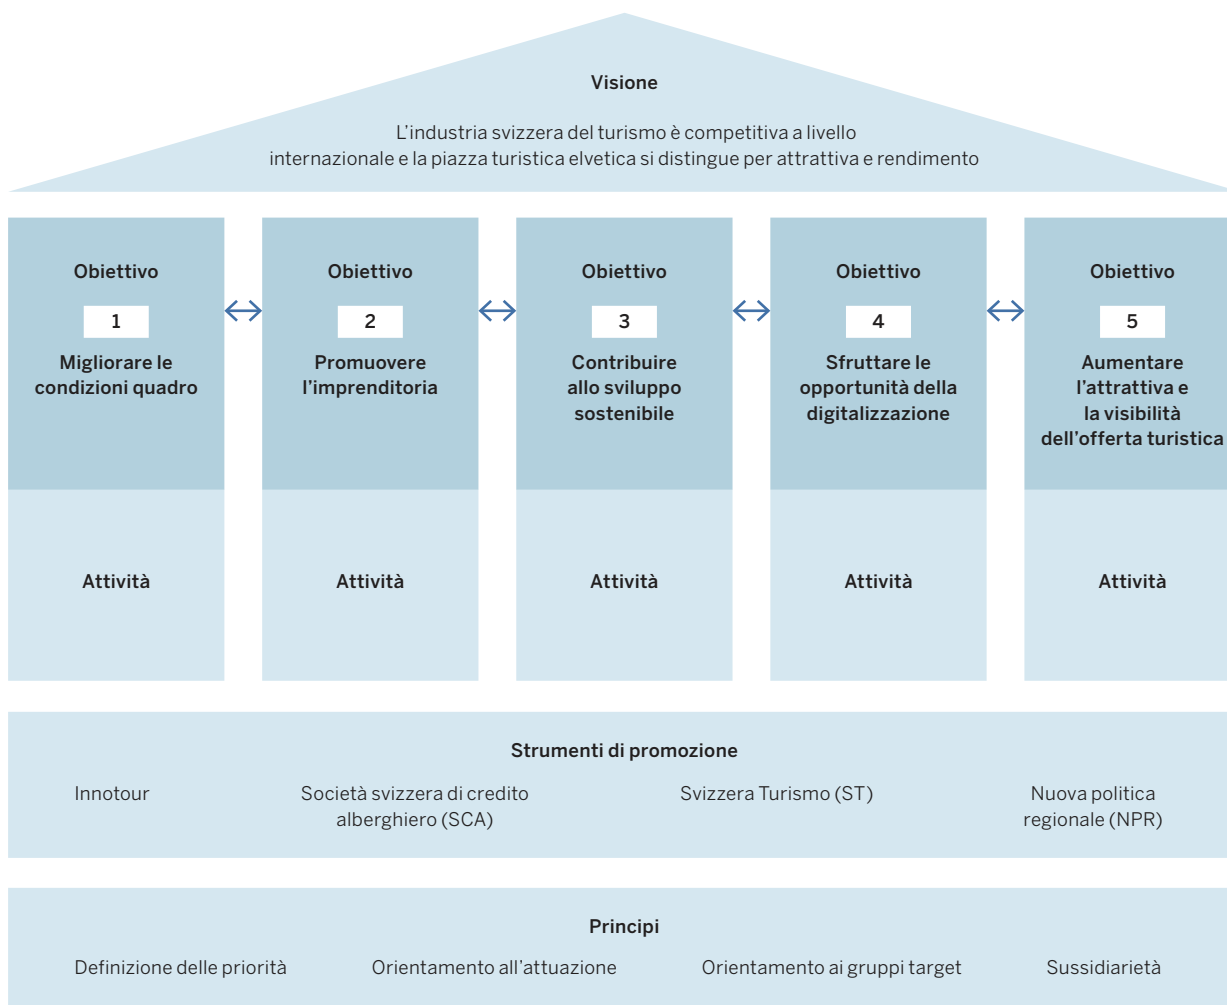 Visione
L’industria svizzera del turismo è competitiva a livello
internazionale e la piazza turistica elvetica si distingue per attrattiva e rendimento
Obiettivo
1
Migliorare le
condizioni quadro
Obiettivo
2
Promuovere
l’imprenditoria
Obiettivo
3
Contribuire
allo sviluppo
sostenibile
Obiettivo
4
Sfruttare le
opportunità della
digitalizzazione
Obiettivo
5
Aumentare
l’attrattiva e
la visibilità
dell’offerta turistica
Attività
Attività
Attività
Attività
Attività
Strumenti di promozione
Innotour
Società svizzera di credito
alberghiero (SCA)
Svizzera Turismo (ST)
Nuova politica
regionale (NPR)
Principi
Definizione delle priorità
Orientamento all’attuazione
Orientamento ai gruppi target
Sussidiarietà